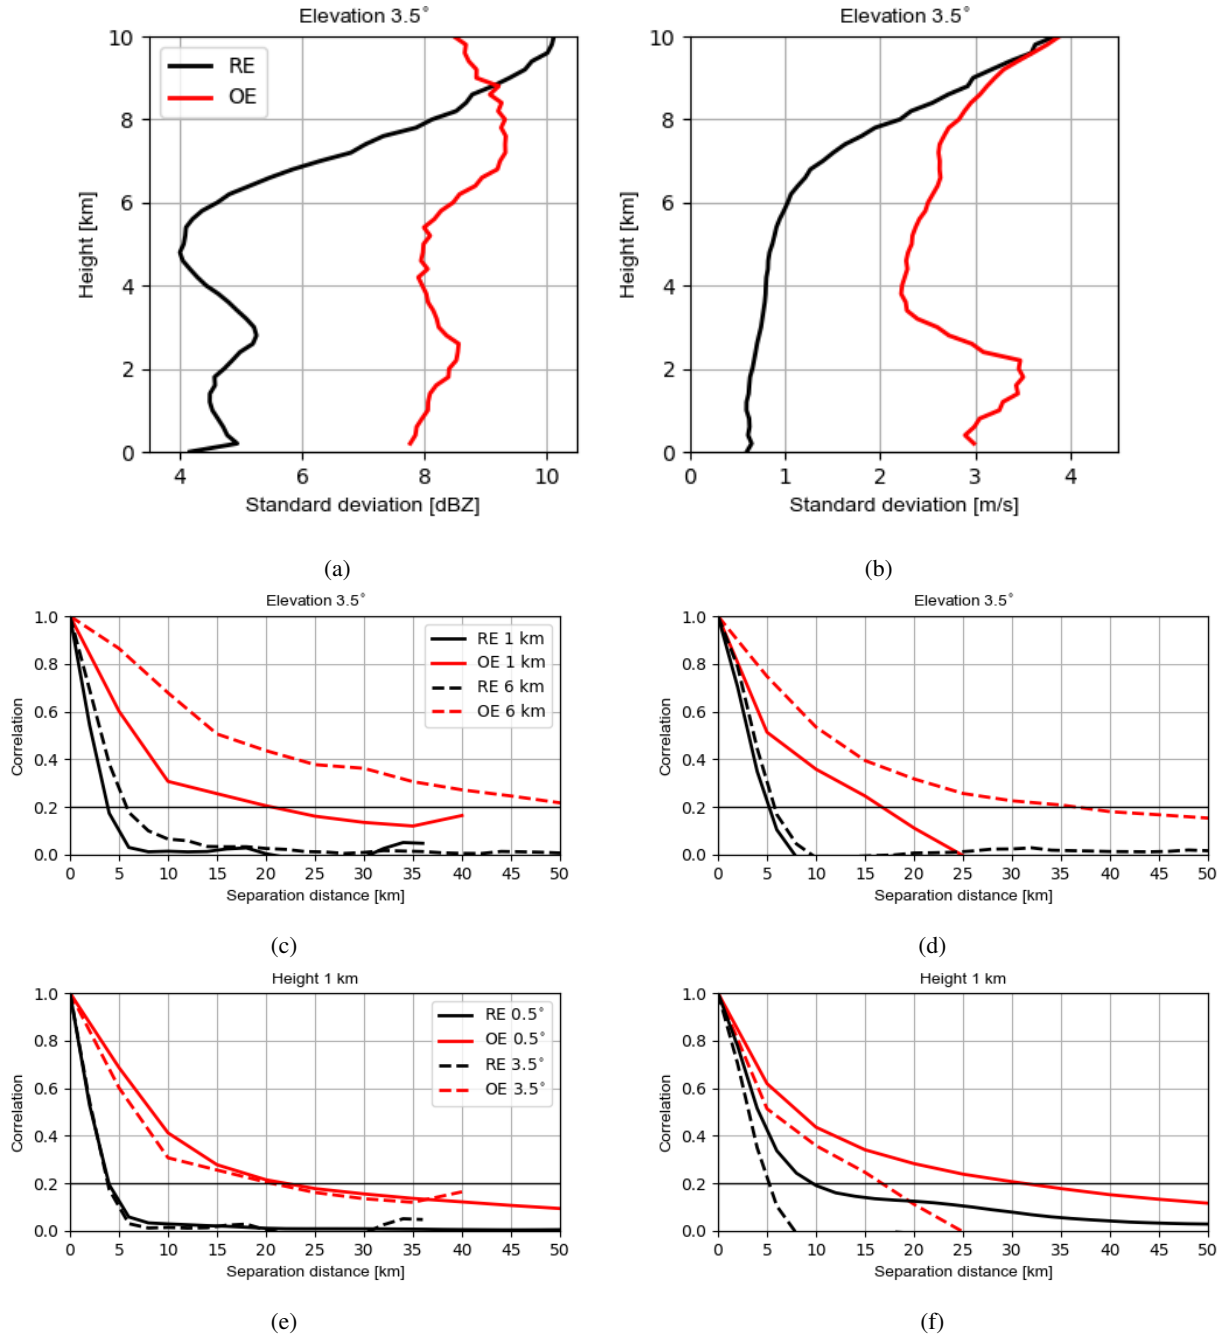 Elevation 3.5°
10
8
6
4
2
0
Height [km]
RE
OE
4 6 8 10
Standard deviation [dBZ]
(a)
Elevation 3.5°
10
8
6
4
2
0
Height [km]
0 1 2 3 4
Standard deviation [m/s]
(b)
Elevation 3.5°
1.0
0.8
0.6
0.4
0.2
0.0
Correlation
RE 1 km
OE 1 km
RE 6 km
OE 6 km
0 5 10 15 20 25 30 35 40 45 50
Separation distance [km]
(c)
Elevation 3.5°
1.0
0.8
0.6
0.4
0.2
0.0
Correlation
0 5 10 15 20 25 30 35 40 45 50
Separation distance [km]
(d)
Height 1 km
1.0
0.8
0.6
0.4
0.2
0.0
Correlation
RE 0.5°
OE 0.5°
RE 3.5°
OE 3.5°
0 5 10 15 20 25 30 35 40 45 50
Separation distance [km]
(e)
Height 1 km
1.0
0.8
0.6
0.4
0.2
0.0
Correlation
0 5 10 15 20 25 30 35 40 45 50
Separation distance [km]
(f)